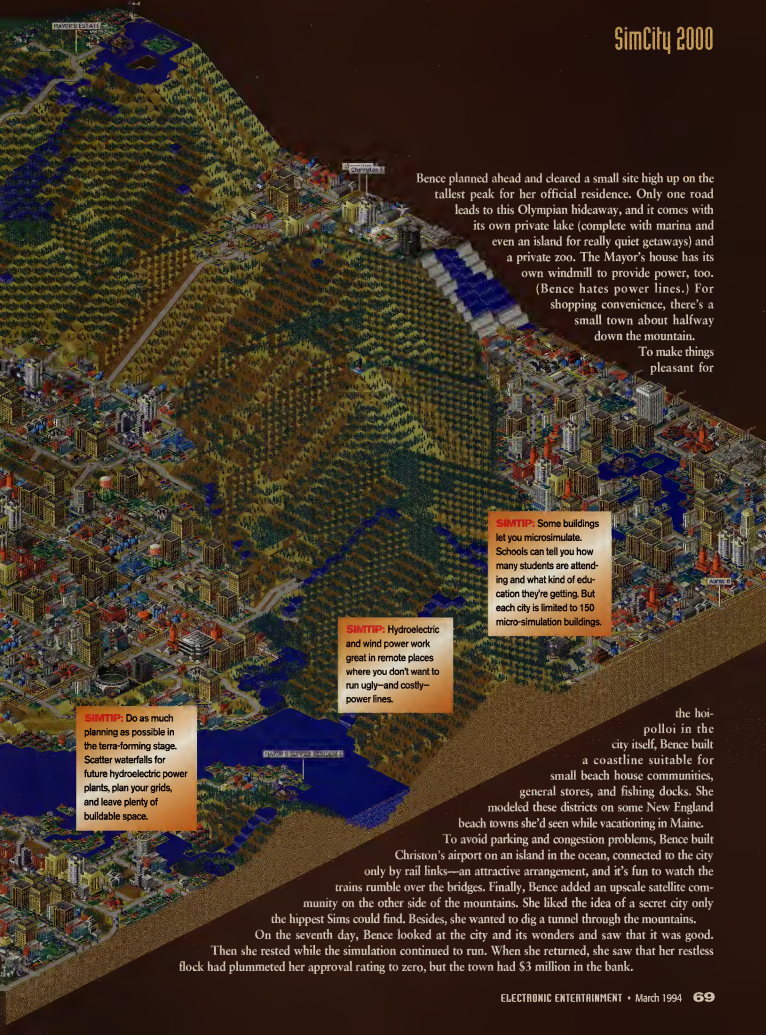 SimCity 2000
MAYOR'S ESTATE
Bence planned ahead and cleared a small site high up on the
tallest peak for her official residence. Only one road
leads to this Olympian hideaway, and it comes with
its own private lake (complete with marina and
even an island for really quiet getaways) and
a private zoo. The Mayor's house has its
own windmill to provide power, too.
(Bence hates power lines.) For
shopping convenience, there's a
small town about halfway
down the mountain.
To make things
pleasant for
SIMTIP: Some buildings
let you microsimulate.
Schools can tell you how
many students are attend-
ing and what kind of edu-
cation they're getting. But
each city is limited to 150
micro-simulation buildings.
SIMTIP: Hydroelectric
and wind power work
great in remote places
where you don't want to
run ugly—and costly—
power lines.
SIMTIP: Do as much
planning as possible in
the terra-forming stage.
Scatter waterfalls for
future hydroelectric power
plants, plan your grids,
and leave plenty of
buildable space.
the hoi-
polloi in the
city itself, Bence built
a coastline suitable for
small beach house communities,
general stores, and fishing docks. She
modeled these districts on some New England
beach towns she'd seen while vacationing in Maine.
To avoid parking and congestion problems, Bence built
Christon's airport on an island in the ocean, connected to the city
only by rail links—an attractive arrangement, and it's fun to watch the
trains rumble over the bridges. Finally, Bence added an upscale satellite com-
munity on the other side of the mountains. She liked the idea of a secret city only
the hippest Sims could find. Besides, she wanted to dig a tunnel through the mountains.
On the seventh day, Bence looked at the city and its wonders and saw that it was good.
Then she rested while the simulation continued to run. When she returned, she saw that her restless
flock had plummeted her approval rating to zero, but the town had $3 million in the bank.
ELECTRONIC ENTERTAINMENT • March 1994 69